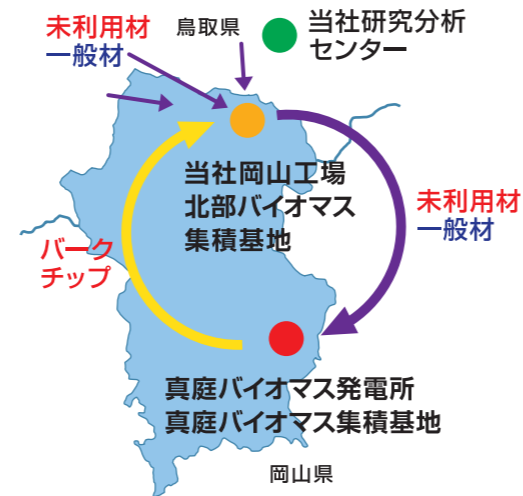 未利用材
一般材
鳥取県
当社研究分析
センター
当社岡山工場
北部バイオマス
集積基地
未利用材
一般材
バーク
チップ
真庭バイオマス発電所
真庭バイオマス集積基地
岡山県